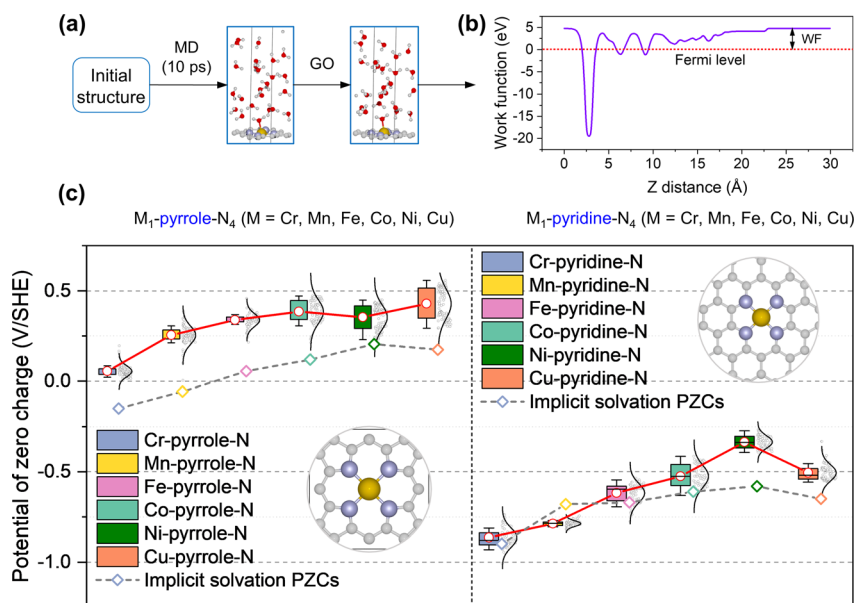 (a)
Initial
structure
MD
(10 ps)
GO
(b)
Work function (eV)
5
0
-5
-10
-15
-20
WF
Fermi level
0 5 10 15 20 25 30
Z distance (Å)
(c)
M₁-pyrrole-N₄ (M = Cr, Mn, Fe, Co, Ni, Cu)
M₁-pyridine-N₄ (M = Cr, Mn, Fe, Co, Ni, Cu)
Potential of zero charge (V/SHE)
0.5
0.0
-0.5
-1.0
Cr-pyrrole-N
Mn-pyrrole-N
Fe-pyrrole-N
Co-pyrrole-N
Ni-pyrrole-N
Cu-pyrrole-N
Implicit solvation PZCs
Cr-pyridine-N
Mn-pyridine-N
Fe-pyridine-N
Co-pyridine-N
Ni-pyridine-N
Cu-pyridine-N
Implicit solvation PZCs